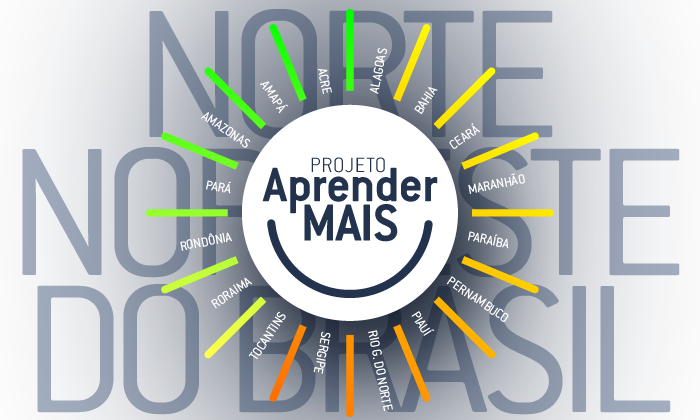 NORTE
NORDESTE
DO BRASIL
PROJETO
Aprender
MAIS
ALAGOAS
BAHIA
CEARÁ
MARANHÃO
PARAÍBA
PERNAMBUCO
PIAUÍ
RIO G. DO NORTE
SERGIPE
TOCANTINS
RORAIMA
RONDÔNIA
PARÁ
AMAZONAS
AMAPÁ
ACRE